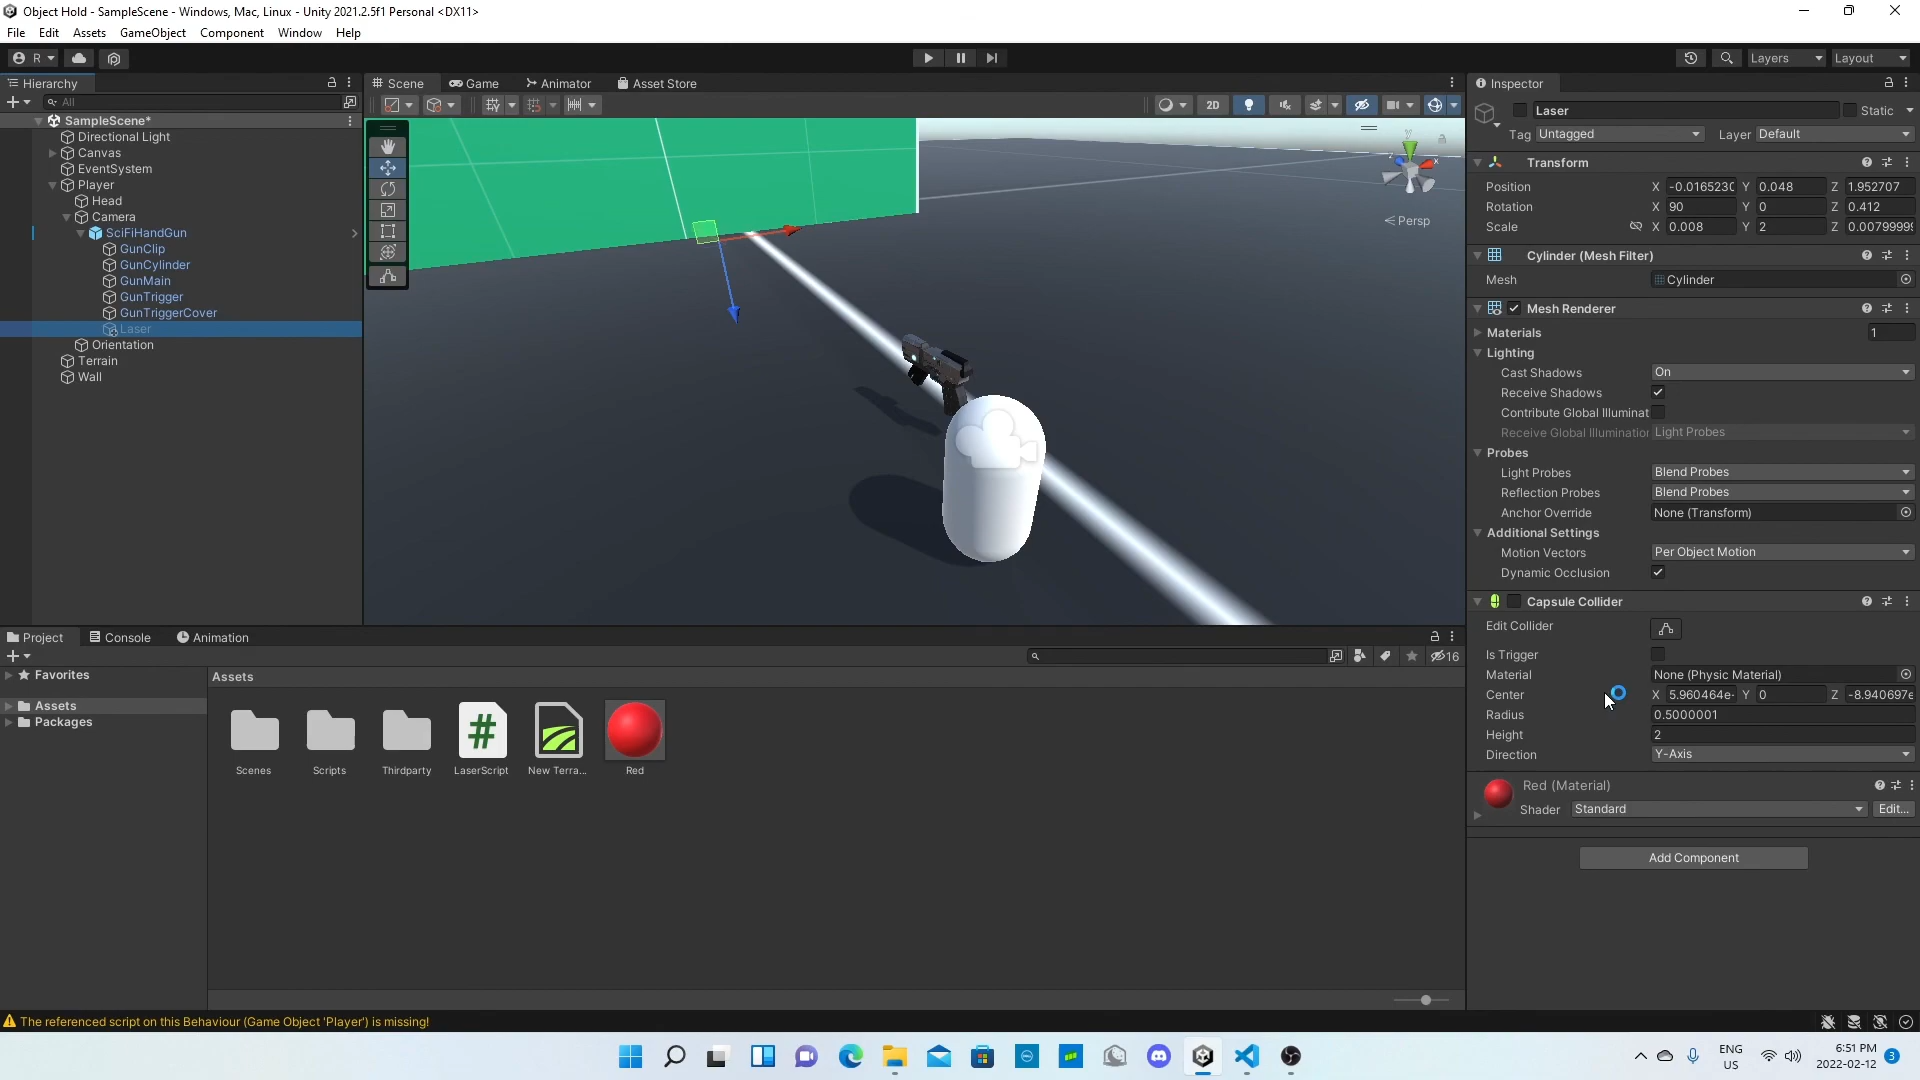 Object Hold - SampleScene - Windows, Mac, Linux - Unity 2021.2.5f1 Personal <DX11>
File Edit Assets GameObject Component Window Help
R Layers Layout
Hierarchy
All
SampleScene*
Directional Light
Canvas
EventSystem
Player
Head
Camera
SciFiHandGun
GunClip
GunCylinder
GunMain
GunTrigger
GunTriggerCover
Laser
Orientation
Terrain
Wall
Scene Game Animator Asset Store
2D
y
x
z
Persp
Inspector
Laser Static
Tag Untagged Layer Default
Transform
Position X -0.0165230 Y 0.048 Z 1.952707
Rotation X 90 Y 0 Z 0.412
Scale X 0.008 Y 2 Z 0.0079999
Cylinder (Mesh Filter)
Mesh Cylinder
Mesh Renderer
Materials 1
Lighting
Cast Shadows On
Receive Shadows
Contribute Global Illuminat
Receive Global Illumination Light Probes
Probes
Light Probes Blend Probes
Reflection Probes Blend Probes
Anchor Override None (Transform)
Additional Settings
Motion Vectors Per Object Motion
Dynamic Occlusion
Capsule Collider
Edit Collider
Is Trigger
Material None (Physic Material)
Center X 5.960464e- Y 0 Z -8.940697e
Radius 0.5000001
Height 2
Direction Y-Axis
Red (Material)
Shader Standard Edit...
Add Component
Project Console Animation
16
Favorites
Assets
Packages
Assets
Scenes Scripts Thirdparty LaserScript New Terra... Red
The referenced script on this Behaviour (Game Object 'Player') is missing!
ENG
US
6:51 PM
2022-02-12
3